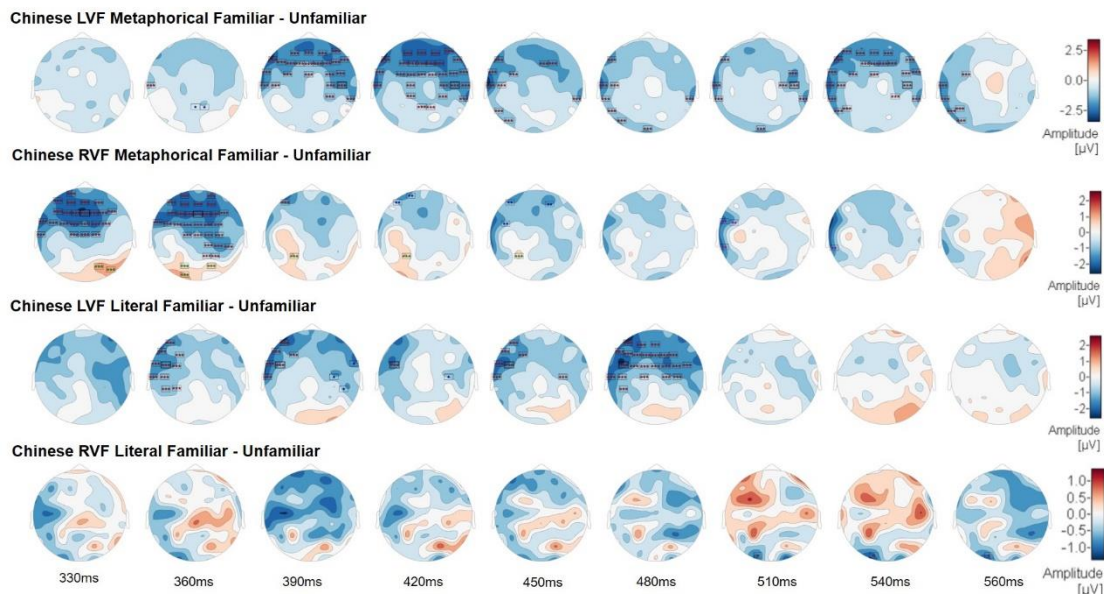 Chinese LVF Metaphorical Familiar - Unfamiliar
2.5
0.0
-2.5
Amplitude
[µV]
Chinese RVF Metaphorical Familiar - Unfamiliar
2
1
0
-1
-2
Amplitude
[µV]
Chinese LVF Literal Familiar - Unfamiliar
2
1
0
-1
-2
Amplitude
[µV]
Chinese RVF Literal Familiar - Unfamiliar
1.0
0.5
0.0
-0.5
-1.0
330ms 360ms 390ms 420ms 450ms 480ms 510ms 540ms 560ms
Amplitude
[µV]